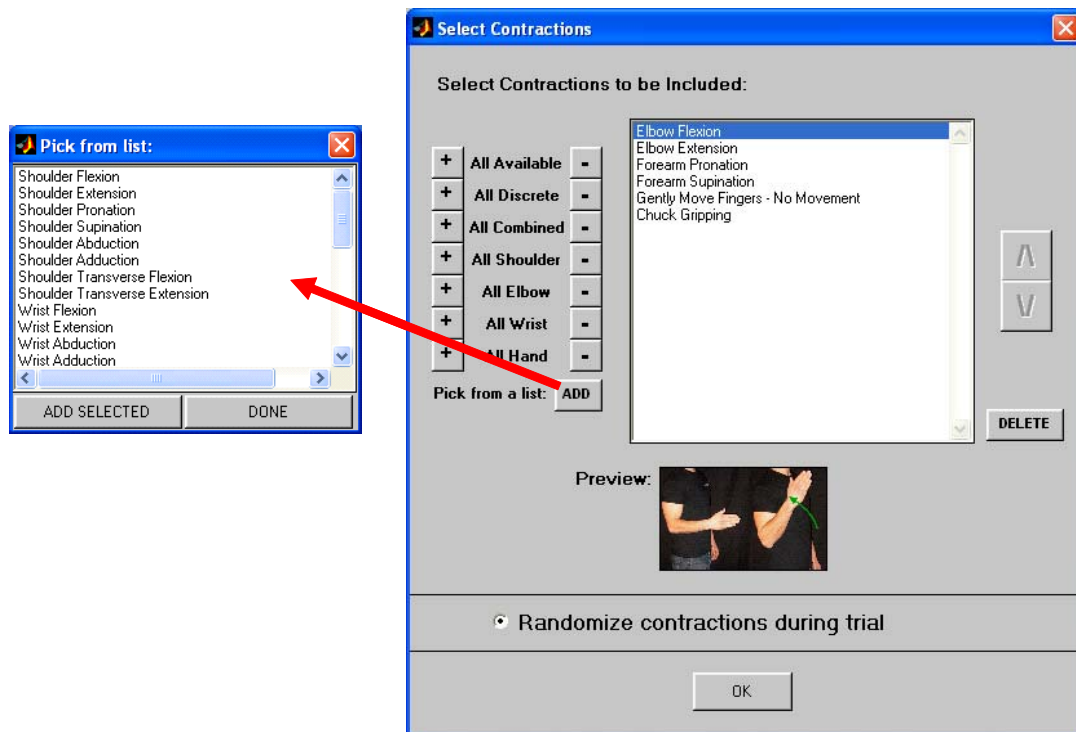 Pick from list:
Shoulder Flexion
Shoulder Extension
Shoulder Pronation
Shoulder Supination
Shoulder Abduction
Shoulder Adduction
Shoulder Transverse Flexion
Shoulder Transverse Extension
Wrist Flexion
Wrist Extension
Wrist Abduction
Wrist Adduction
ADD SELECTED DONE
Select Contractions
Select Contractions to be Included:
+ All Available -
+ All Discrete -
+ All Combined -
+ All Shoulder -
+ All Elbow -
+ All Wrist -
+ All Hand -
Pick from a list: ADD
Elbow Flexion
Elbow Extension
Forearm Pronation
Forearm Supination
Gently Move Fingers - No Movement
Chuck Gripping
/\
\/
DELETE
Preview:
Randomize contractions during trial
OK